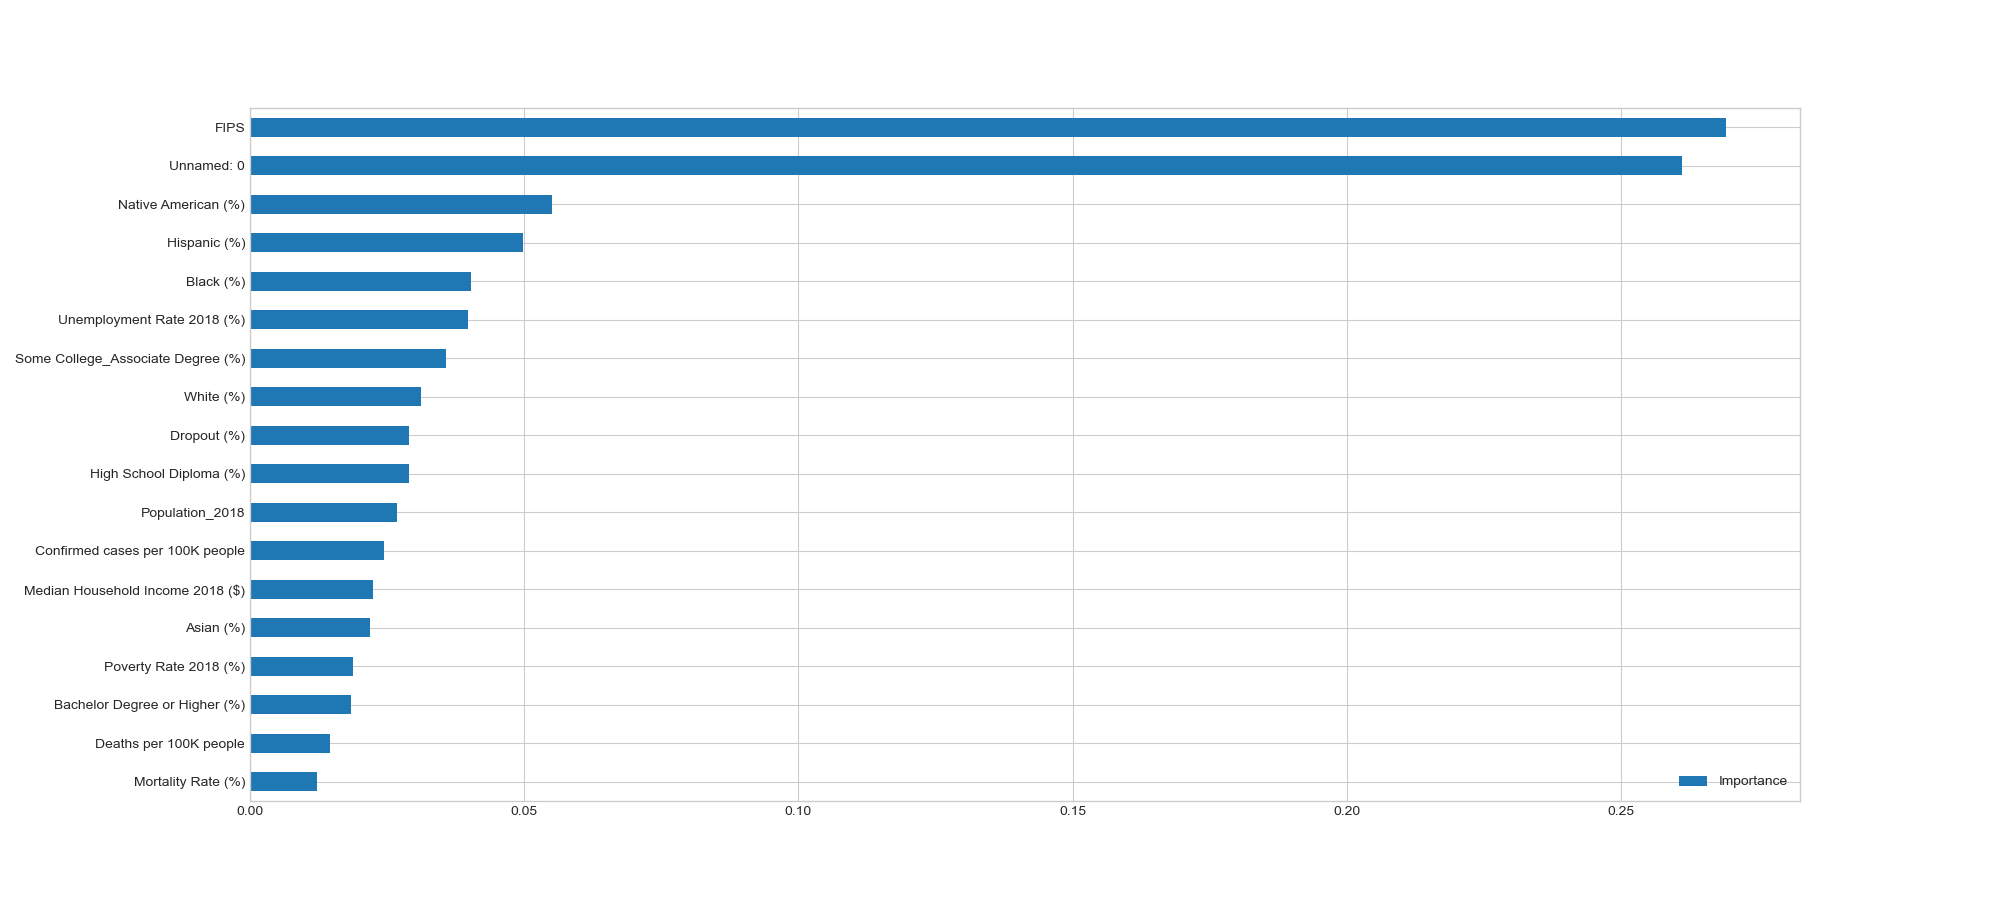 FIPS
Unnamed: 0
Native American (%)
Hispanic (%)
Black (%)
Unemployment Rate 2018 (%)
Some College_Associate Degree (%)
White (%)
Dropout (%)
High School Diploma (%)
Population_2018
Confirmed cases per 100K people
Median Household Income 2018 ($)
Asian (%)
Poverty Rate 2018 (%)
Bachelor Degree or Higher (%)
Deaths per 100K people
Mortality Rate (%)
Importance
0.00 0.05 0.10 0.15 0.20 0.25